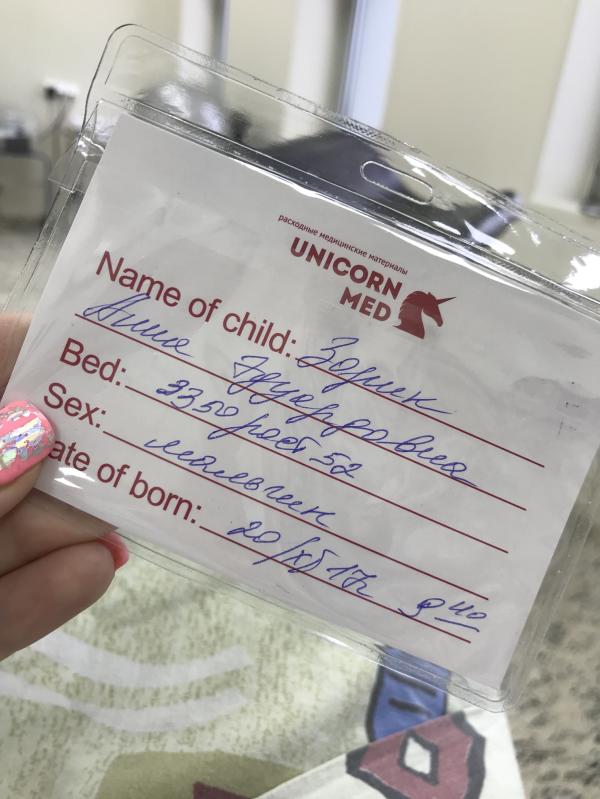 расходные медицинские материалы
UNICORN
MED
Name of child: Зорик
Анна Эдуардовна
Bed: 3350 рост 52
Sex: мальчик
ate of born: 20/XI 17г 9 40